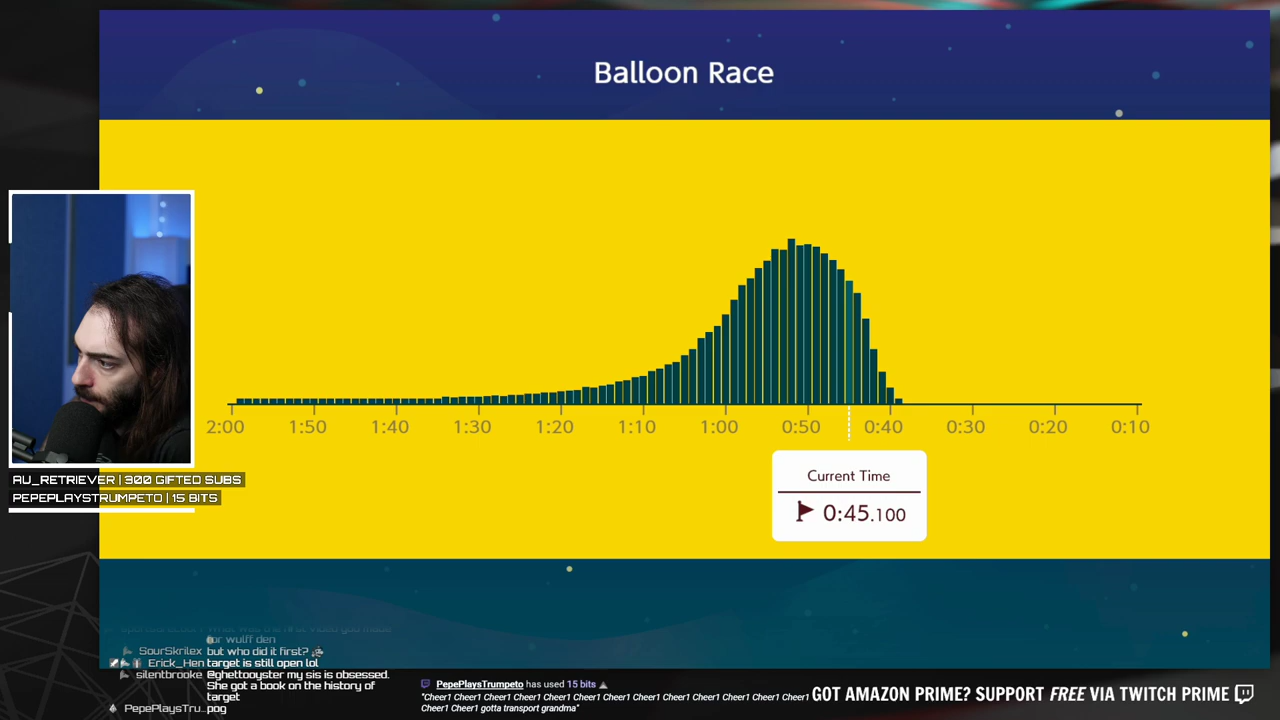 Balloon Race
2:00 1:50 1:40 1:30 1:20 1:10 1:00 0:50 0:40 0:30 0:20 0:10
Current Time
0:45.100
AU_RETRIEVER | 300 GIFTED SUBS
PEPEPLAYSTRUMPETO | 15 BITS
for wulff den
SourSkrilex but who did it first?
Erick_Hen target is still open lol
silentbrooke @ghettooyster my sis is obsessed.
She got a book on the history of
target
PepePlaysTru... pog
PepePlaysTrumpeto has used 15 bits
"Cheer1 Cheer1 Cheer1 Cheer1 Cheer1 Cheer1 Cheer1 Cheer1 Cheer1 Cheer1 Cheer1 Cheer1
Cheer1 Cheer1 Cheer1 gotta transport grandma"
GOT AMAZON PRIME? SUPPORT FREE VIA TWITCH PRIME